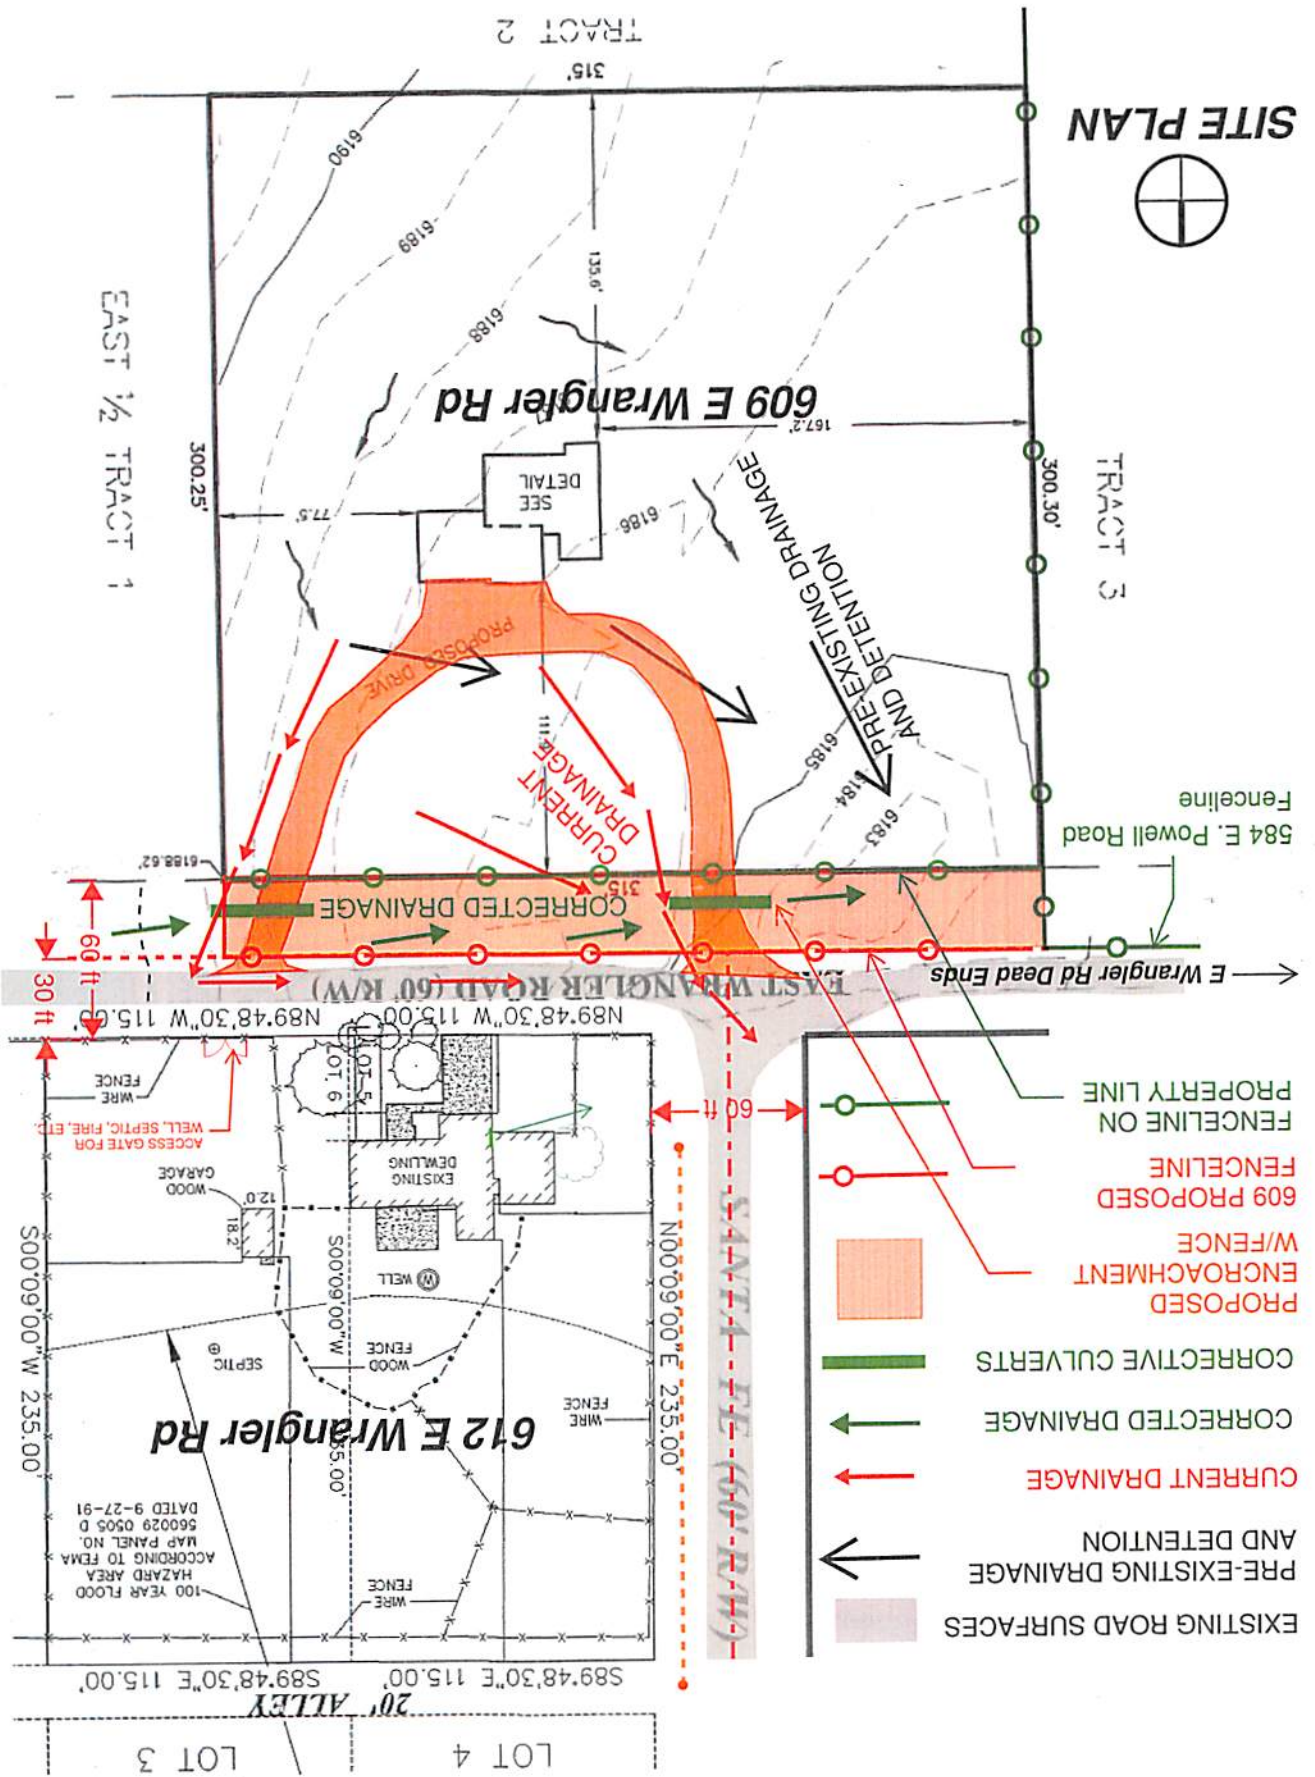 LOT 4
LOT 3
20' ALLEY
S89°48'30"E 115.00'
S89°48'30"E 115.00'
EXISTING ROAD SURFACES
PRE-EXISTING DRAINAGE
AND DETENTION
CURRENT DRAINAGE
CORRECTED DRAINAGE
CORRECTIVE CULVERTS
PROPOSED
ENCROACHMENT
W/FENCE
609 PROPOSED
FENCELINE
FENCELINE ON
PROPERTY LINE
SANTA FE (60' R/W)
60 ft
N00°09'00"E 235.00'
WIRE
FENCE
WIRE
FENCE
100 YEAR FLOOD
HAZARD AREA
ACCORDING TO FEMA
MAP PANEL NO.
560029 0505 D
DATED 9-27-91
612 E Wrangler Rd
WOOD
FENCE
SEPTIC
W WELL
S00°09'00"W
S00°09'00"W 235.00'
18.2'
12.0'
WOOD
GARAGE
EXISTING
DEWLLING
LOT 5
LOT 6
ACCESS GATE FOR
WELL, SEPTIC, FIRE, ETC.
WIRE
FENCE
N89°48'30"W 115.00'
N89°48'30"W 115.00'
E Wrangler Rd Dead Ends
EAST WRANGLER ROAD (60' R/W)
30 ft
60 ft
CORRECTED DRAINAGE
315'
6188.62'
584 E. Powell Road
Fenceline
6183
6184
6185
CURRENT
DRAINAGE
PRE-EXISTING DRAINAGE
AND DETENTION
PROPOSED DRIVE
TRACT 3
300.30'
6186
SEE
DETAIL
77.5'
300.25'
EAST ½ TRACT 1
167.2'
609 E Wrangler Rd
6188
135.6'
6189
6190
SITE PLAN
315'
TRACT 2